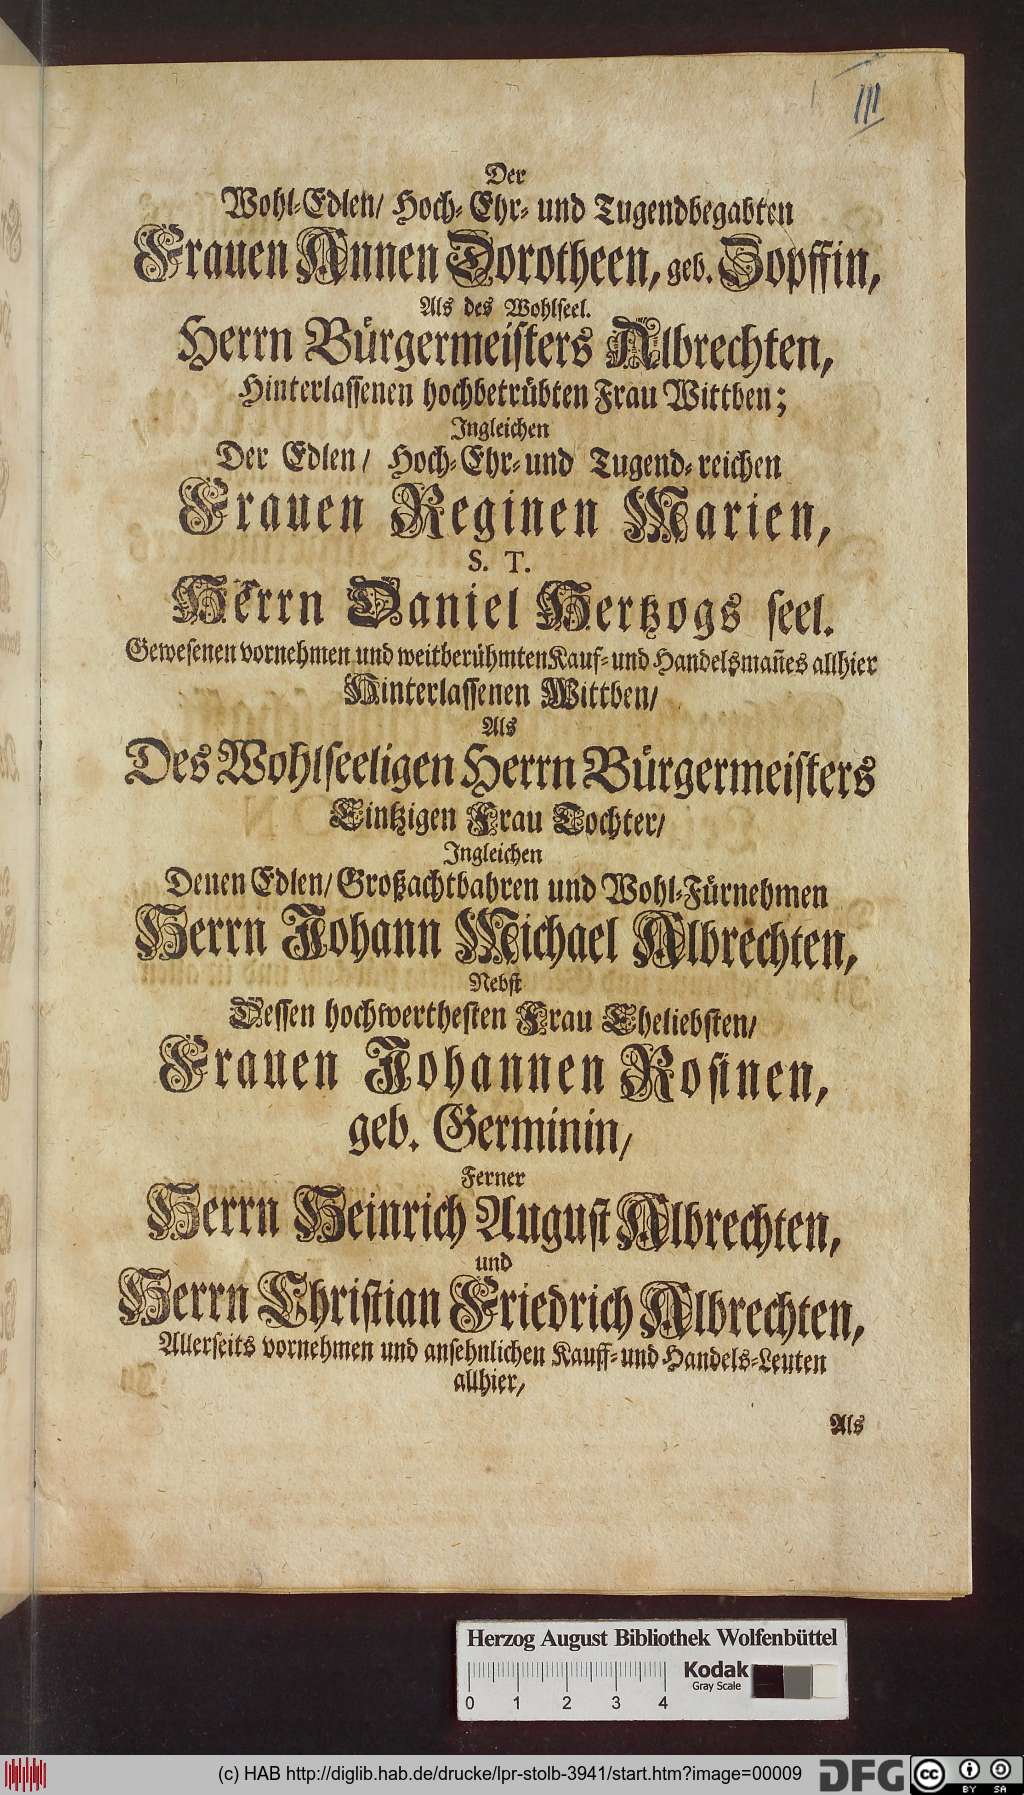 III
Der
Wohl-Edlen/ Hoch- Ehr- und Tugendbegabten
Frauen Annen Dorotheen, geb. Zopffin,
Als des Wohlseel.
Herrn Bürgermeisters Albrechten,
Hinterlassenen hochbetrübten Frau Wittben;
Ingleichen
Der Edlen/ Hoch-Ehr-und Tugend-reichen
Frauen Reginen Marien,
S. T.
Herrn Daniel Hertzogs seel.
Gewesenen vornehmen und weitberühmten Kauf- und Handelsmañes allhier
Hinterlassenen Wittben/
Als
Des Wohlseeligen Herrn Bürgermeisters
Eintzigen Frau Tochter/
Ingleichen
Denen Edlen/ Großachtbahren und Wohl-Fürnehmen
Herrn Johann Michael Albrechten,
Nebst
Dessen hochwerthesten Frau Eheliebsten/
Frauen Johannen Rosinen,
geb. Germinin/
Ferner
Herrn Heinrich August Albrechten,
und
Herrn Christian Friedrich Albrechten,
Allerseits vornehmen und ansehnlichen Kauff- und Handels-Leuten
allhier,
Als
Herzog August Bibliothek Wolfenbüttel
Kodak
Gray Scale
0 1 2 3 4
(c) HAB http://diglib.hab.de/drucke/lpr-stolb-3941/start.htm?image=00009
DFG
cc BY SA